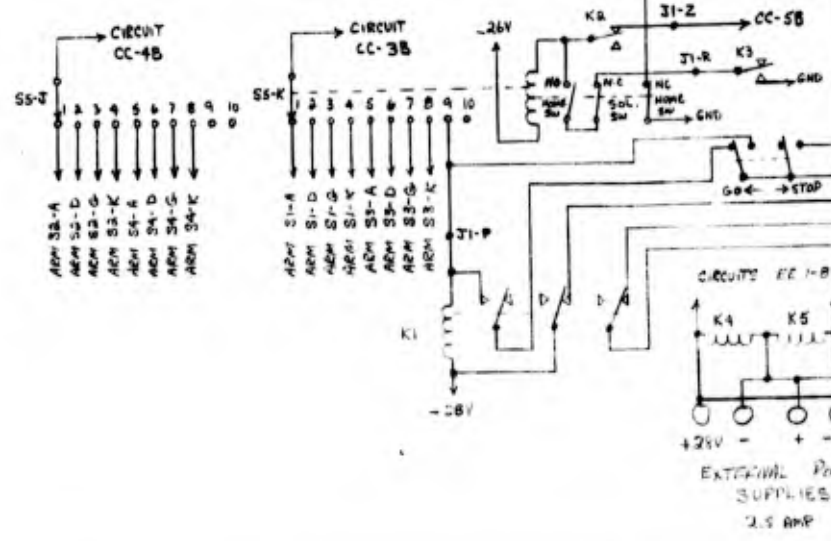 CIRCUIT
CC-4B
S5-J
1 2 3 4 5 6 7 8 9 10
ARM S2-A
ARM S2-D
ARM S2-G
ARM S2-K
ARM S4-A
ARM S4-D
ARM S4-G
ARM S4-K
CIRCUIT
CC-3B
S5-K
1 2 3 4 5 6 7 8 9 10
ARM S1-A
ARM S1-D
ARM S1-G
ARM S1-K
ARM S3-A
ARM S3-D
ARM S3-G
ARM S3-K
J1-P
K1
-28V
-26V
K2
J1-Z
CC-5B
J1-R
K3
GND
NO
HOME
SW
N.C
SOL.
SW
NC
HOME
SW
GND
GO
STOP
CIRCUITS EE 1-8
K4
K5
+28V - + -
EXTERNAL
SUPPLIES
2.5 AMP